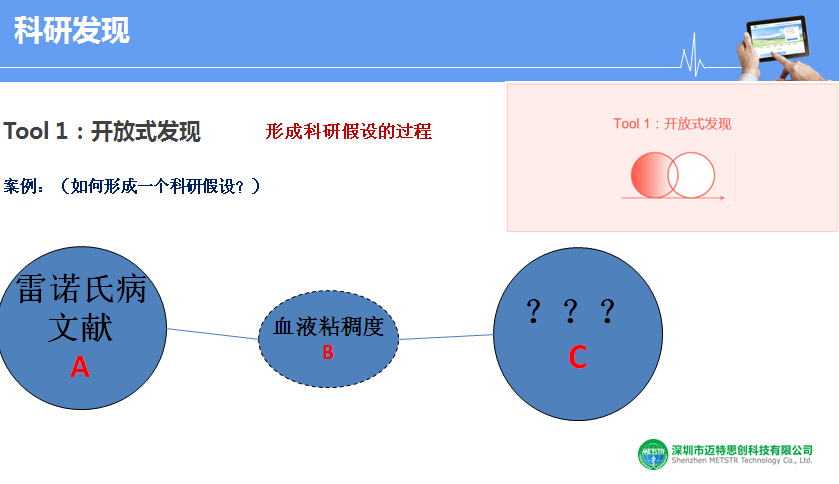 科研发现
Tool 1：开放式发现
形成科研假设的过程
Tool 1：开放式发现
案例：（如何形成一个科研假设？）
雷诺氏病
文献
A
血液粘稠度
B
？？？
C
METSTR
深圳市迈特思创科技有限公司
Shenzhen METSTR Technology Co., Ltd.